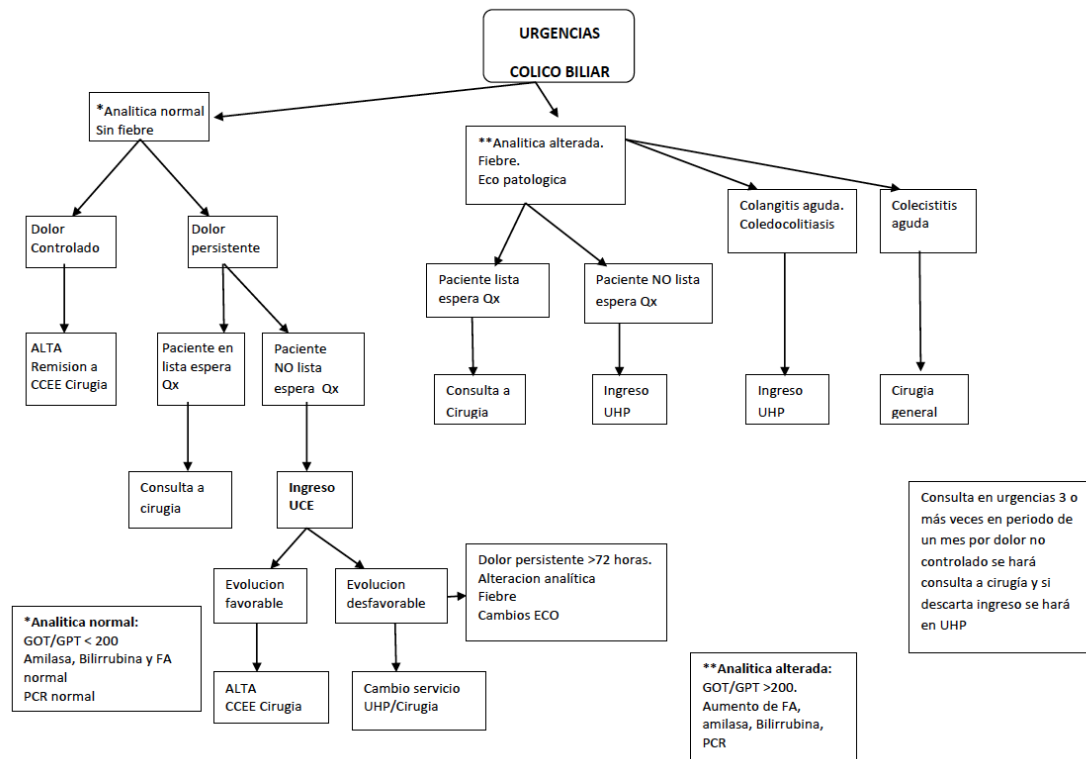 URGENCIAS
COLICO BILIAR
*Analitica normal
Sin fiebre
**Analitica alterada.
Fiebre.
Eco patologica
Dolor
Controlado
Dolor
persistente
Colangitis aguda.
Coledocolitiasis
Colecistitis
aguda
Paciente lista
espera Qx
Paciente NO lista
espera Qx
ALTA
Remision a
CCEE Cirugia
Paciente en
lista espera
Qx
Paciente
NO lista
espera Qx
Consulta a
Cirugia
Ingreso
UHP
Ingreso
UHP
Cirugia
general
Consulta a
cirugia
Ingreso
UCE
Consulta en urgencias 3 o
más veces en periodo de
un mes por dolor no
controlado se hará
consulta a cirugía y si
descarta ingreso se hará
en UHP
Evolucion
favorable
Evolucion
desfavorable
Dolor persistente >72 horas.
Alteracion analítica
Fiebre
Cambios ECO
*Analitica normal:
GOT/GPT < 200
Amilasa, Bilirrubina y FA
normal
PCR normal
ALTA
CCEE Cirugia
Cambio servicio
UHP/Cirugia
**Analitica alterada:
GOT/GPT >200.
Aumento de FA,
amilasa, Bilirrubina,
PCR